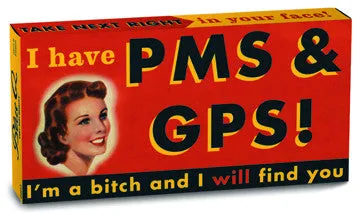 TAKE NEXT RIGHT in your face!
I have
PMS &
GPS!
I'm a bitch and I will find you